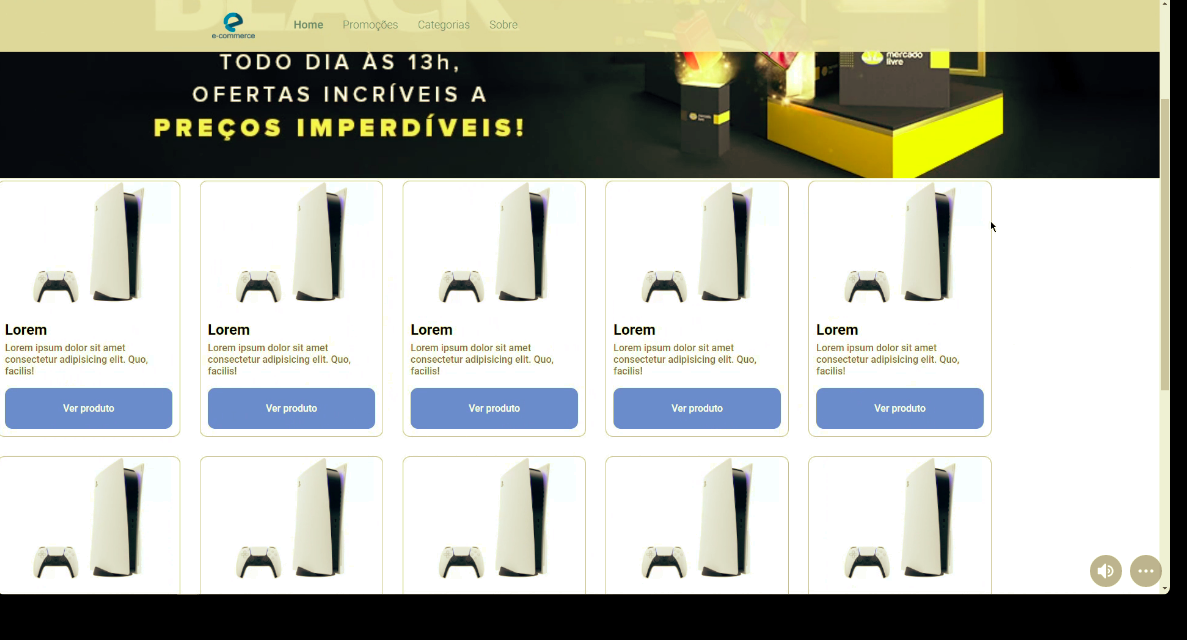 BLACK
e-commerce
Home Promoções Categorias Sobre
TODO DIA ÀS 13h,
OFERTAS INCRÍVEIS A
PREÇOS IMPERDÍVEIS!
mercado
livre
Lorem Lorem Lorem Lorem Lorem
Lorem ipsum dolor sit amet Lorem ipsum dolor sit amet Lorem ipsum dolor sit amet Lorem ipsum dolor sit amet Lorem ipsum dolor sit amet
consectetur adipisicing elit. Quo, consectetur adipisicing elit. Quo, consectetur adipisicing elit. Quo, consectetur adipisicing elit. Quo, consectetur adipisicing elit. Quo,
facilis! facilis! facilis! facilis! facilis!
Ver produto Ver produto Ver produto Ver produto Ver produto